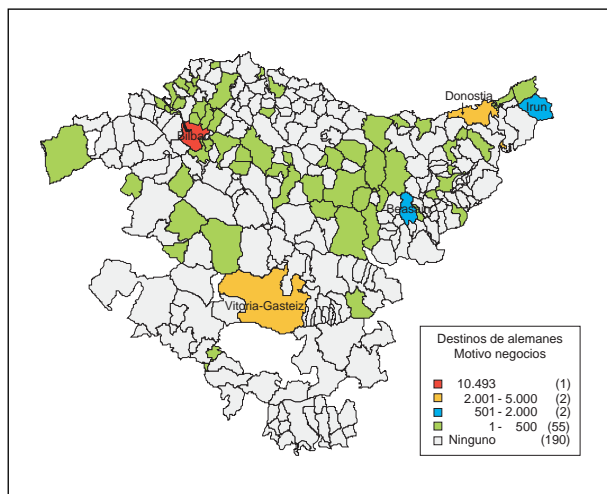 Donostia
Irun
Bilbao
Beasain
Vitoria-Gasteiz
Destinos de alemanes
Motivo negocios
10.493 (1)
2.001 - 5.000 (2)
501 - 2.000 (2)
1 - 500 (55)
Ninguno (190)